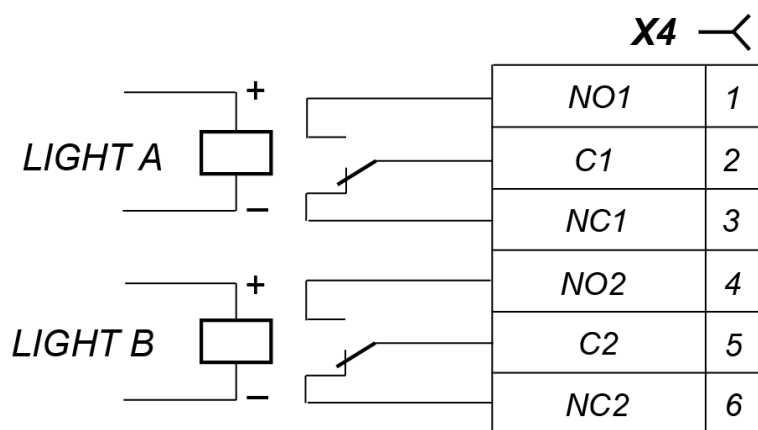 X4
+
NO1 1
LIGHT A
C1 2
−
NC1 3
+
NO2 4
LIGHT B
C2 5
−
NC2 6